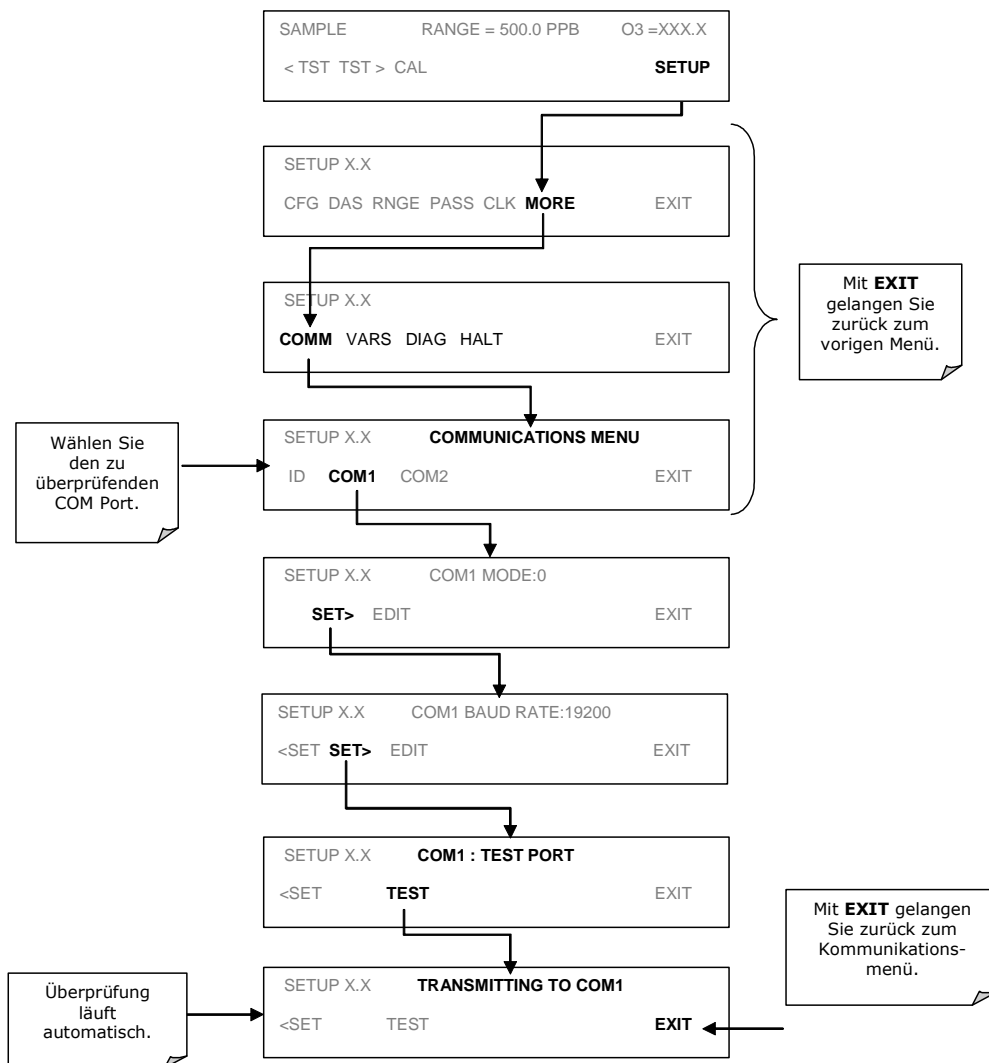 SAMPLE RANGE = 500.0 PPB O3 =XXX.X
< TST TST > CAL SETUP
SETUP X.X
CFG DAS RNGE PASS CLK MORE EXIT
Mit EXIT
gelangen Sie
zurück zum
vorigen Menü.
SETUP X.X
COMM VARS DIAG HALT EXIT
Wählen Sie
den zu
überprüfenden
COM Port.
SETUP X.X COMMUNICATIONS MENU
ID COM1 COM2 EXIT
SETUP X.X COM1 MODE:0
SET> EDIT EXIT
SETUP X.X COM1 BAUD RATE:19200
<SET SET> EDIT EXIT
SETUP X.X COM1 : TEST PORT
<SET TEST EXIT
Mit EXIT gelangen
Sie zurück zum
Kommunikations-
menü.
Überprüfung
läuft
automatisch.
SETUP X.X TRANSMITTING TO COM1
<SET TEST EXIT